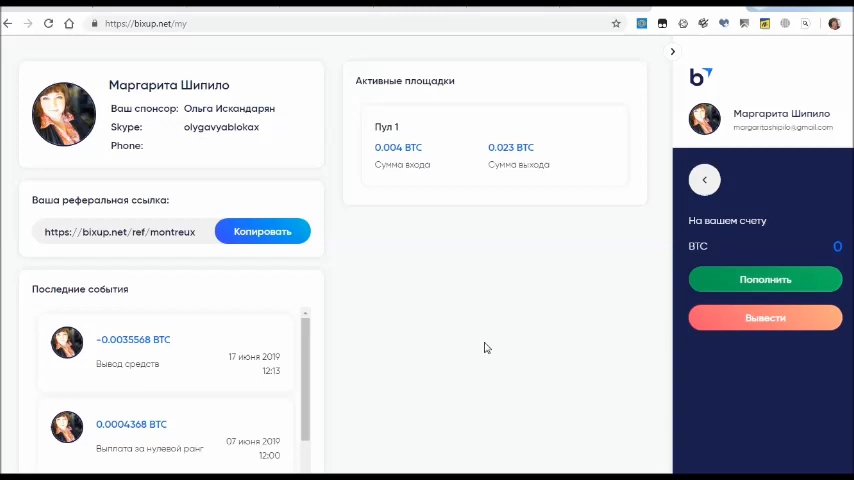 https://bixup.net/my
Маргарита Шипило
Ваш спонсор: Ольга Искандарян
Skype: olygavyablokax
Phone:
Ваша реферальная ссылка:
https://bixup.net/ref/montreux
Копировать
Последние события
-0.0035568 BTC
Вывод средств
17 июня 2019
12:13
0.0004368 BTC
Выплата за нулевой ранг
07 июня 2019
12:00
Активные площадки
Пул 1
0.004 BTC 0.023 BTC
Сумма входа Сумма выхода
b
Маргарита Шипило
margaritashipilo@gmail.com
На вашем счету
BTC 0
Пополнить
Вывести